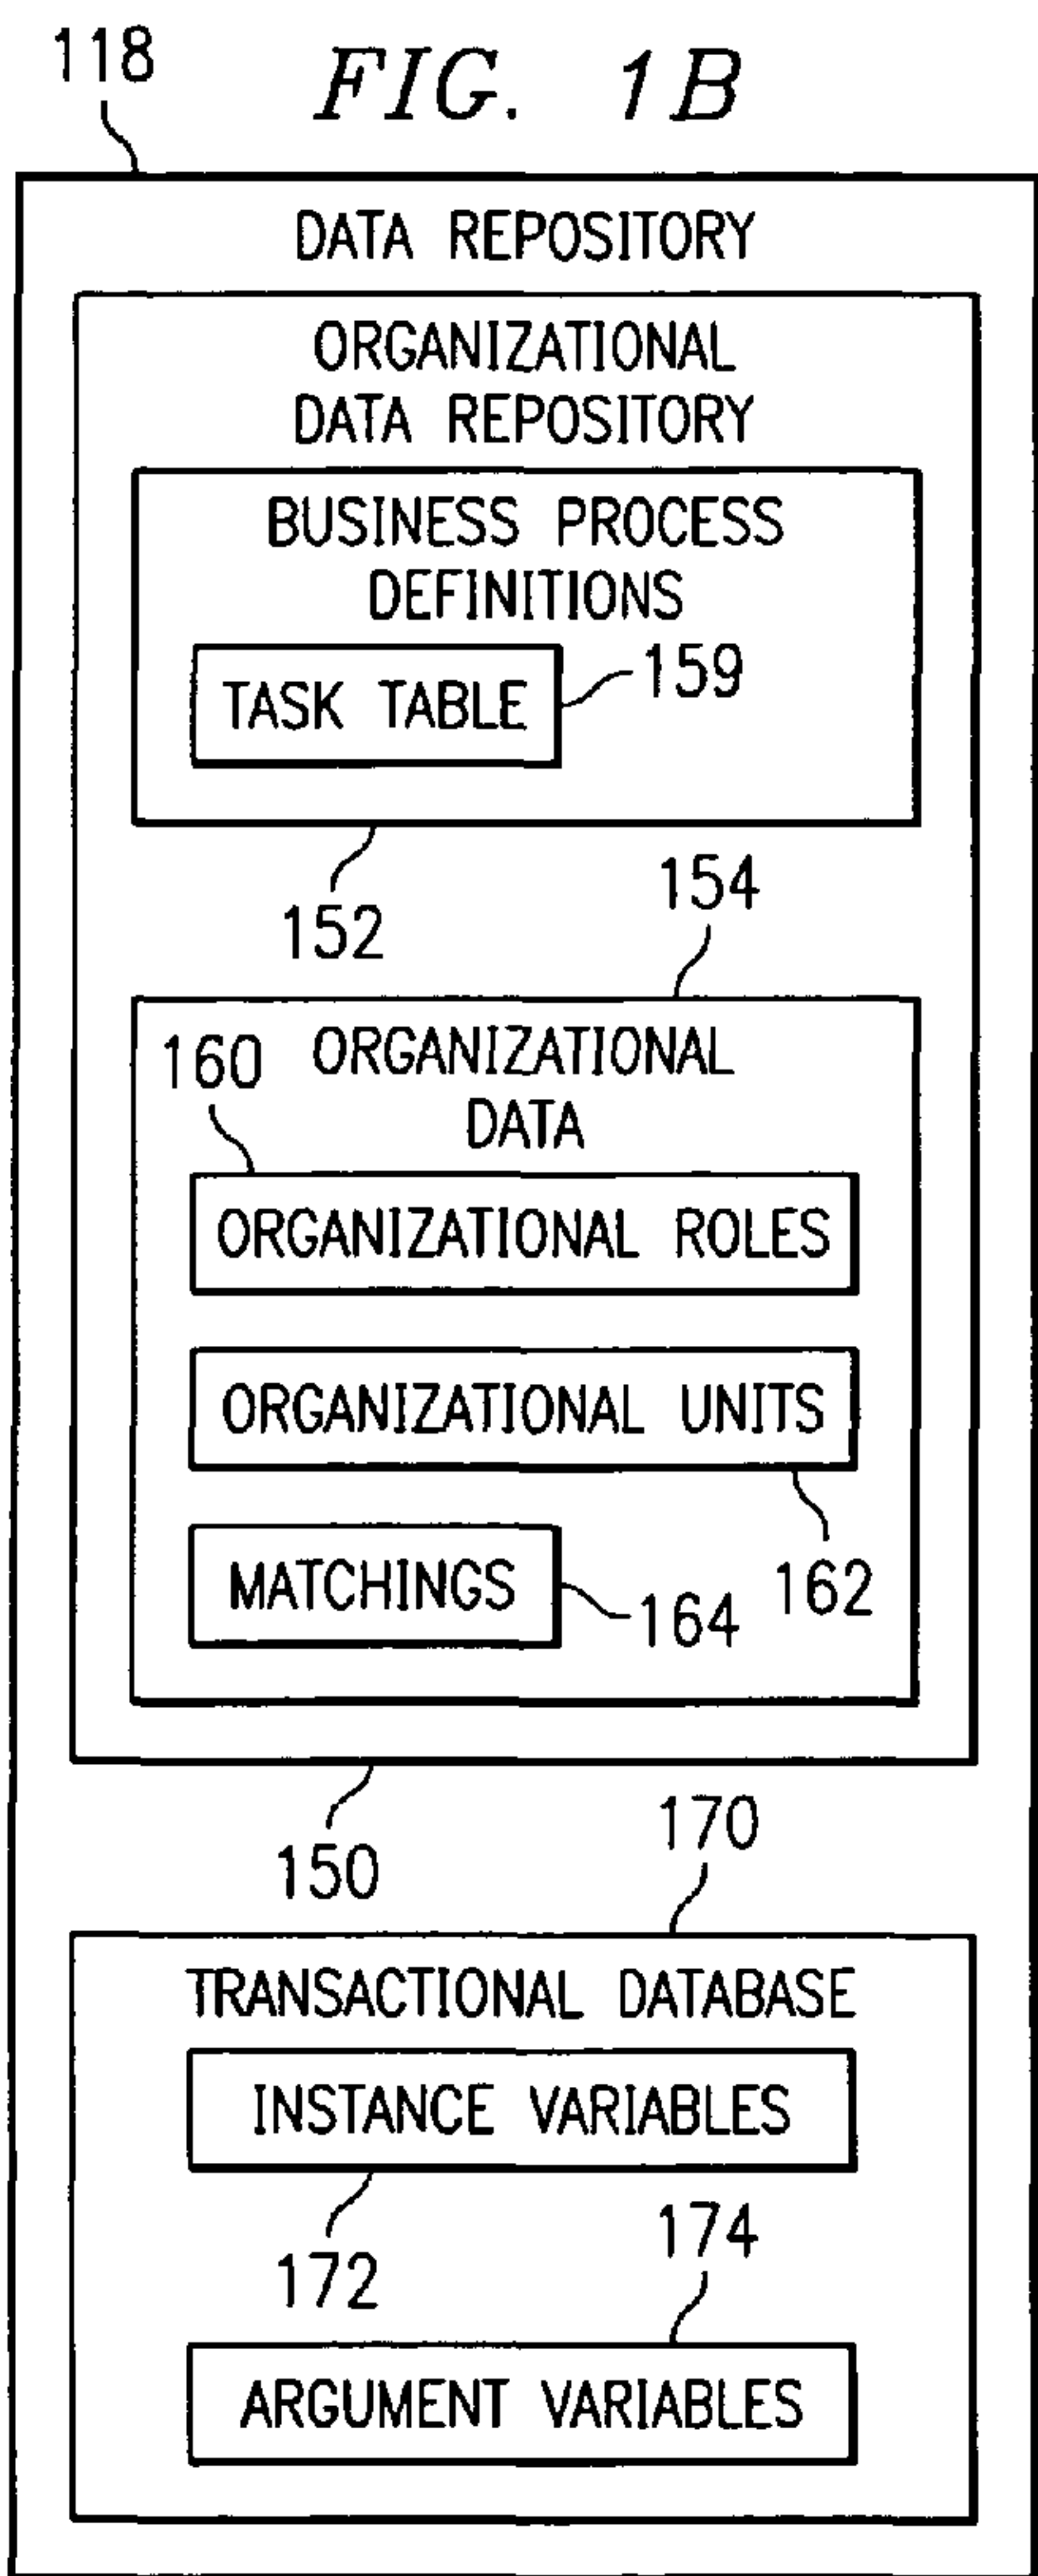 118
FIG. 1B
DATA REPOSITORY
ORGANIZATIONAL
DATA REPOSITORY
BUSINESS PROCESS
DEFINITIONS
TASK TABLE
159
152
154
160
ORGANIZATIONAL
DATA
ORGANIZATIONAL ROLES
ORGANIZATIONAL UNITS
162
MATCHINGS
164
150
170
TRANSACTIONAL DATABASE
INSTANCE VARIABLES
172
174
ARGUMENT VARIABLES